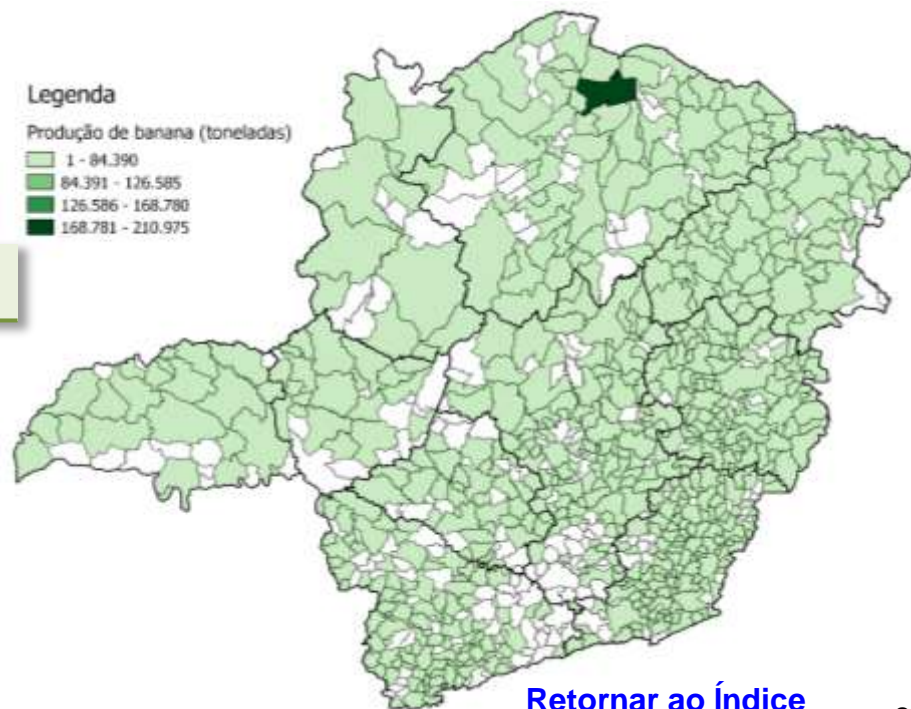 Legenda
Produção de banana (toneladas)
1 - 84.390
84.391 - 126.585
126.586 - 168.780
168.781 - 210.975
Retornar ao Índice